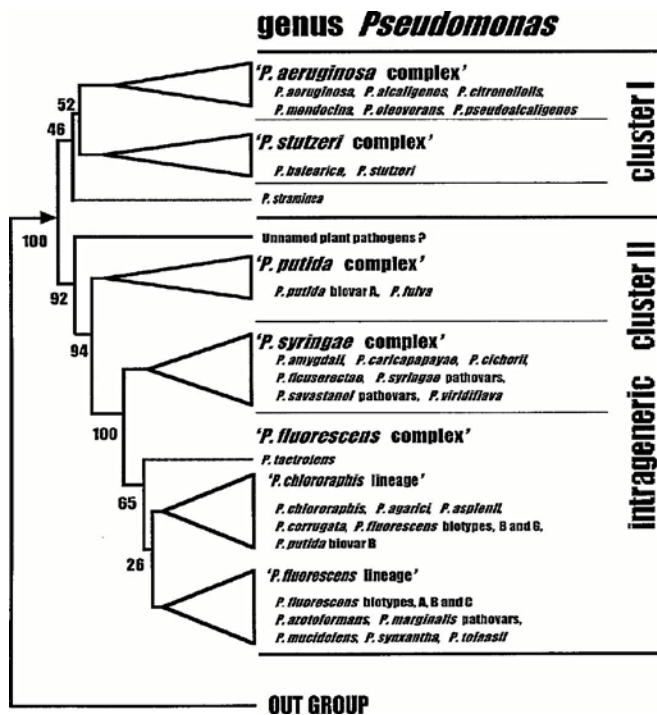 genus Pseudomonas
'P. aeruginosa complex'
P. aeruginosa, P. alcaligenes, P. citronellolis,
P. mendocina, P. oleoverans, P. pseudoalcaligenes
52
46
'P. stutzeri complex'
P. balearica, P. stutzeri
P. straminea
cluster I
100
Unnamed plant pathogens ?
'P. putida complex'
P. putida biovar A, P. fulva
92
94
'P. syringae complex'
P. amygdali, P. caricapapayae, P. cichorii,
P. ficuserectae, P. syringae pathovars,
P. savastanoi pathovars, P. viridiflava
100
'P. fluorescens complex'
P. taetrolens
65
'P. chlororaphis lineage'
P. chlororaphis, P. agarici, P. asplenii,
P. corrugata, P. fluorescens biotypes, B and G,
P. putida biovar B
26
'P. fluorescens lineage'
P. fluorescens biotypes, A, B and C
P. azotoformans, P. marginalis pathovars,
P. mucidolens, P. synxantha, P. tolaasii
intrageneric cluster II
OUT GROUP